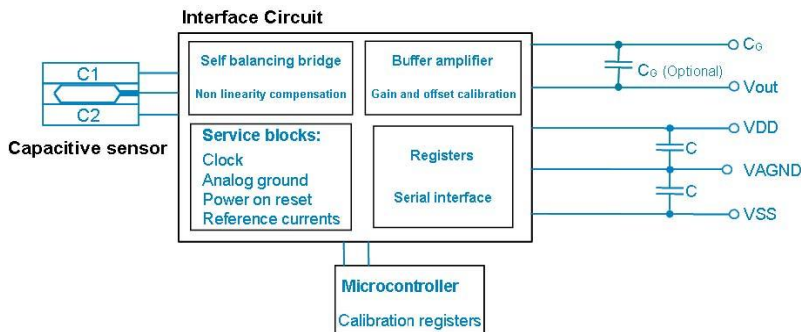 Interface Circuit
C1
C2
Capacitive sensor
Self balancing bridge
Non linearity compensation
Buffer amplifier
Gain and offset calibration
Service blocks:
Clock
Analog ground
Power on reset
Reference currents
Registers
Serial interface
CG
CG (Optional)
Vout
VDD
C
VAGND
C
VSS
Microcontroller
Calibration registers